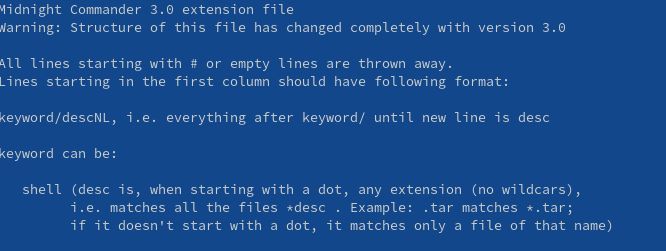 Midnight Commander 3.0 extension file
Warning: Structure of this file has changed completely with version 3.0
All lines starting with # or empty lines are thrown away.
Lines starting in the first column should have following format:
keyword/descNL, i.e. everything after keyword/ until new line is desc
keyword can be:
shell (desc is, when starting with a dot, any extension (no wildcars),
i.e. matches all the files *desc . Example: .tar matches *.tar;
if it doesn't start with a dot, it matches only a file of that name)